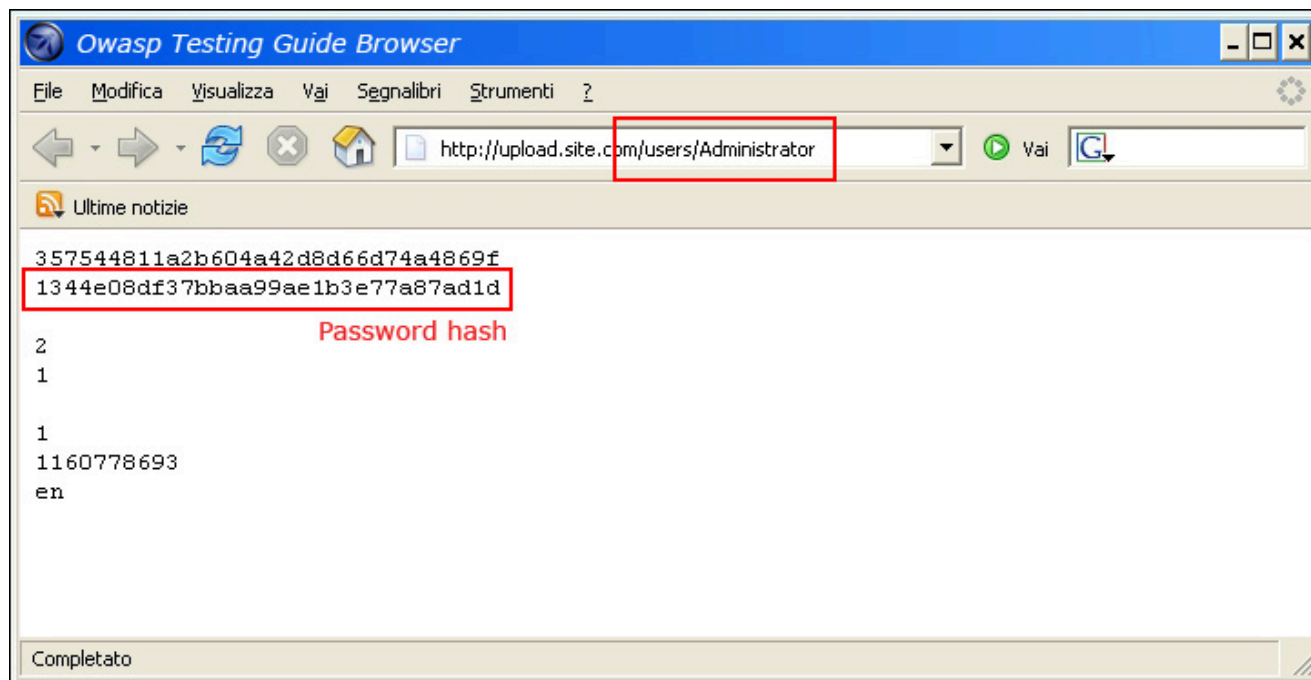 Owasp Testing Guide Browser
File Modifica Visualizza Vai Segnalibri Strumenti ?
http://upload.site.com/users/Administrator Vai G
Ultime notizie
357544811a2b604a42d8d66d74a4869f
1344e08df37bbaa99ae1b3e77a87ad1d
Password hash
2
1
1
1160778693
en
Completato